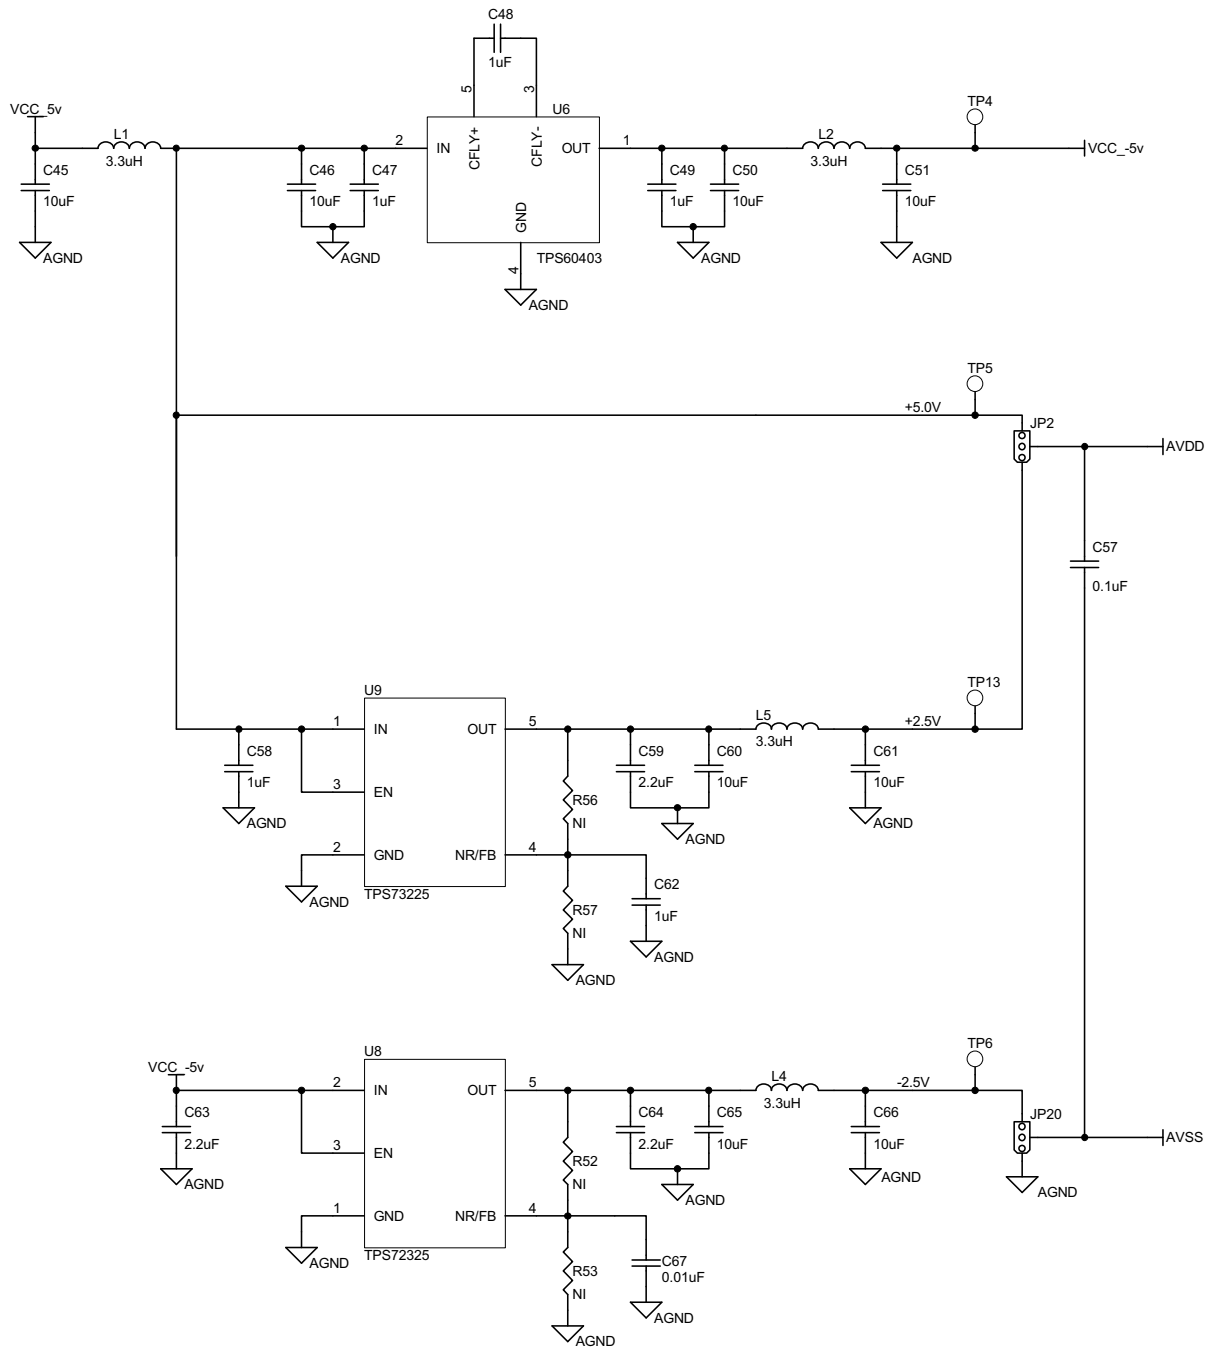 C48
1uF
VCC_5v
L1
3.3uH
C45
10uF
AGND
C46
10uF
C47
1uF
AGND
5
3
U6
2
IN
CFLY+
CFLY-
OUT
1
GND
4
TPS60403
AGND
C49
1uF
C50
10uF
AGND
L2
3.3uH
C51
10uF
AGND
TP4
VCC_-5v
TP5
+5.0V
JP2
AVDD
C57
0.1uF
U9
1
IN
OUT
5
3
EN
2
GND
NR/FB
4
TPS73225
C58
1uF
AGND
AGND
R56
NI
R57
NI
AGND
C62
1uF
AGND
C59
2.2uF
C60
10uF
AGND
L5
3.3uH
C61
10uF
AGND
+2.5V
TP13
VCC_-5v
C63
2.2uF
AGND
U8
2
IN
OUT
5
3
EN
1
GND
NR/FB
4
TPS72325
AGND
R52
NI
R53
NI
AGND
C67
0.01uF
AGND
C64
2.2uF
C65
10uF
AGND
L4
3.3uH
C66
10uF
AGND
-2.5V
TP6
JP20
AGND
AVSS